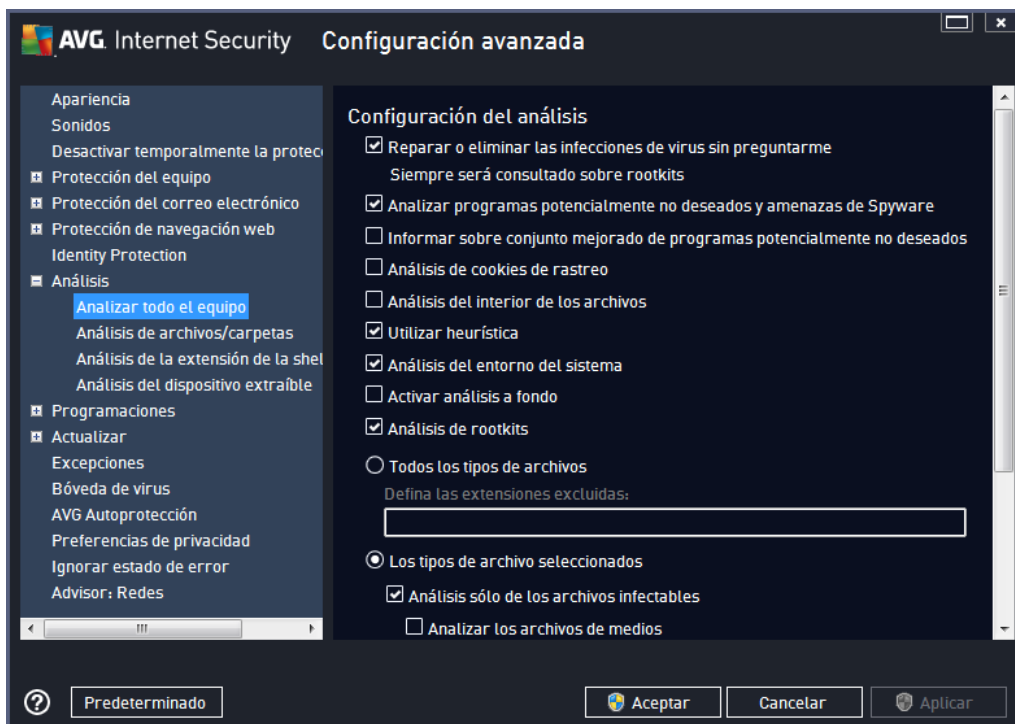 AVG. Internet Security Configuración avanzada
Apariencia
Sonidos
Desactivar temporalmente la protec
Protección del equipo
Protección del correo electrónico
Protección de navegación web
Identity Protection
Análisis
Analizar todo el equipo
Análisis de archivos/carpetas
Análisis de la extensión de la shel
Análisis del dispositivo extraíble
Programaciones
Actualizar
Excepciones
Bóveda de virus
AVG Autoprotección
Preferencias de privacidad
Ignorar estado de error
Advisor: Redes
Configuración del análisis
Reparar o eliminar las infecciones de virus sin preguntarme
Siempre será consultado sobre rootkits
Analizar programas potencialmente no deseados y amenazas de Spyware
Informar sobre conjunto mejorado de programas potencialmente no deseados
Análisis de cookies de rastreo
Análisis del interior de los archivos
Utilizar heurística
Análisis del entorno del sistema
Activar análisis a fondo
Análisis de rootkits
Todos los tipos de archivos
Defina las extensiones excluidas:
Los tipos de archivo seleccionados
Análisis sólo de los archivos infectables
Analizar los archivos de medios
? Predeterminado Aceptar Cancelar Aplicar